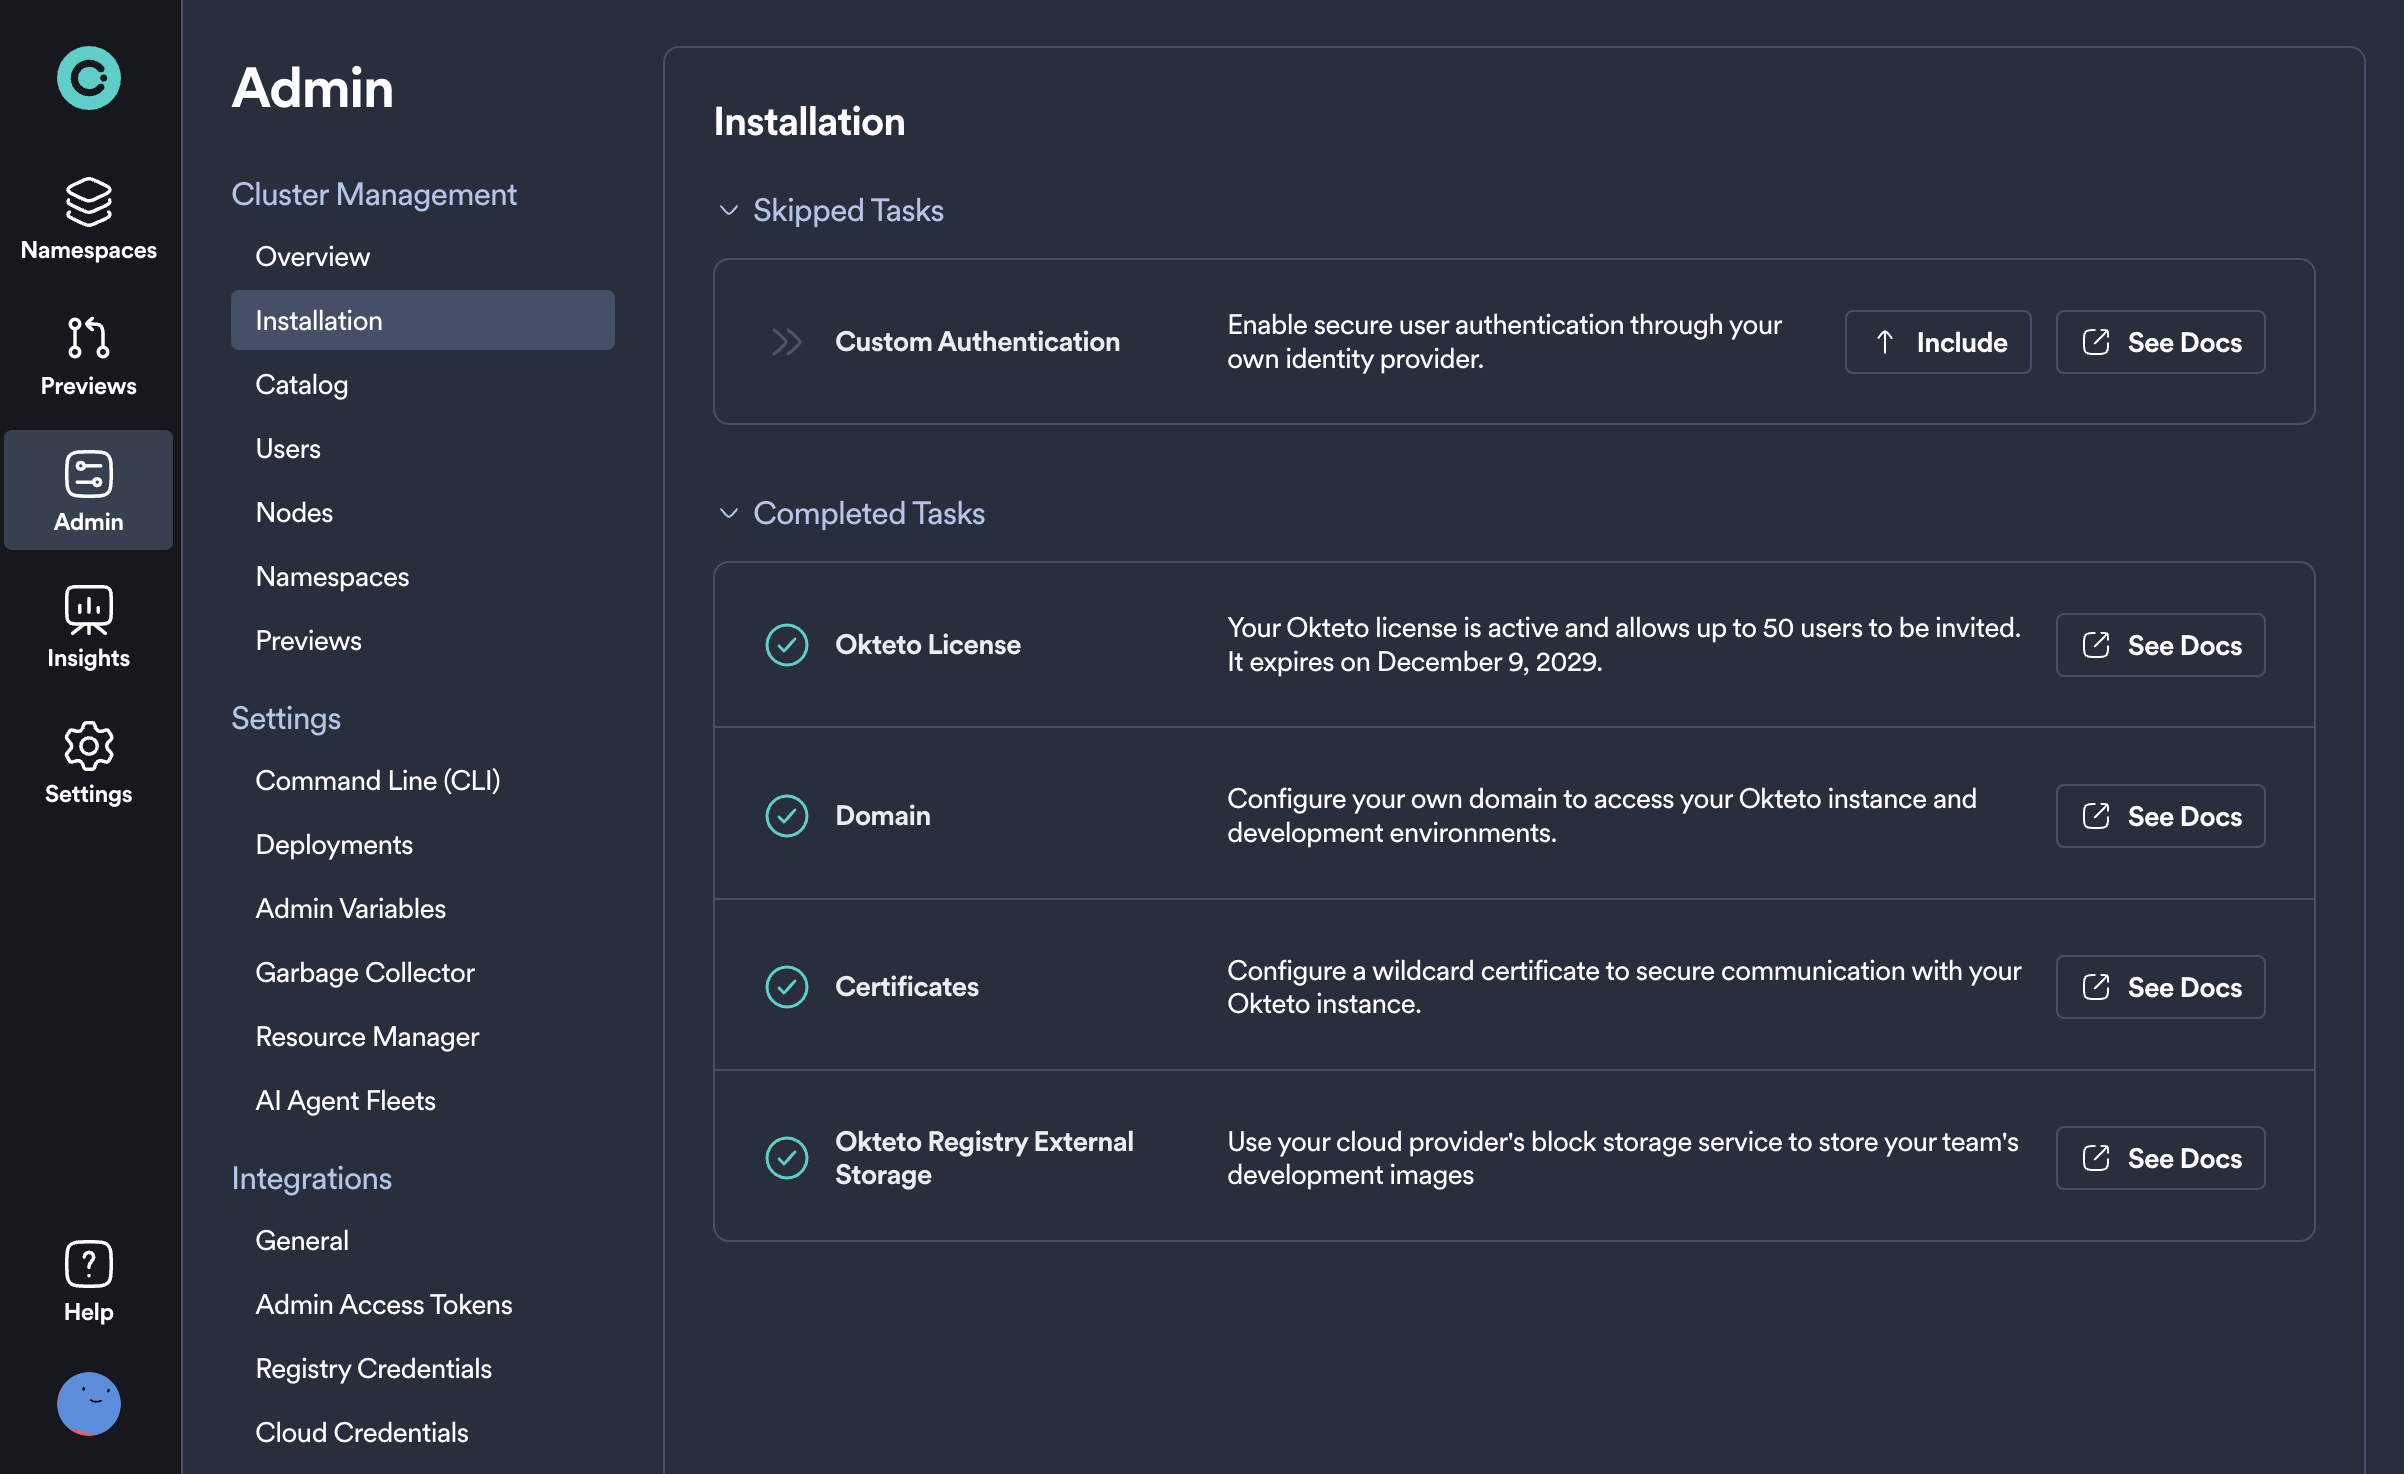 Namespaces
Previews
Admin
Insights
Settings
Help
Admin
Cluster Management
Overview
Installation
Catalog
Users
Nodes
Namespaces
Previews
Settings
Command Line (CLI)
Deployments
Admin Variables
Garbage Collector
Resource Manager
AI Agent Fleets
Integrations
General
Admin Access Tokens
Registry Credentials
Cloud Credentials
Installation
Skipped Tasks
Custom Authentication
Enable secure user authentication through your
own identity provider.
Include
See Docs
Completed Tasks
Okteto License
Your Okteto license is active and allows up to 50 users to be invited.
It expires on December 9, 2029.
See Docs
Domain
Configure your own domain to access your Okteto instance and
development environments.
See Docs
Certificates
Configure a wildcard certificate to secure communication with your
Okteto instance.
See Docs
Okteto Registry External
Storage
Use your cloud provider's block storage service to store your team's
development images
See Docs